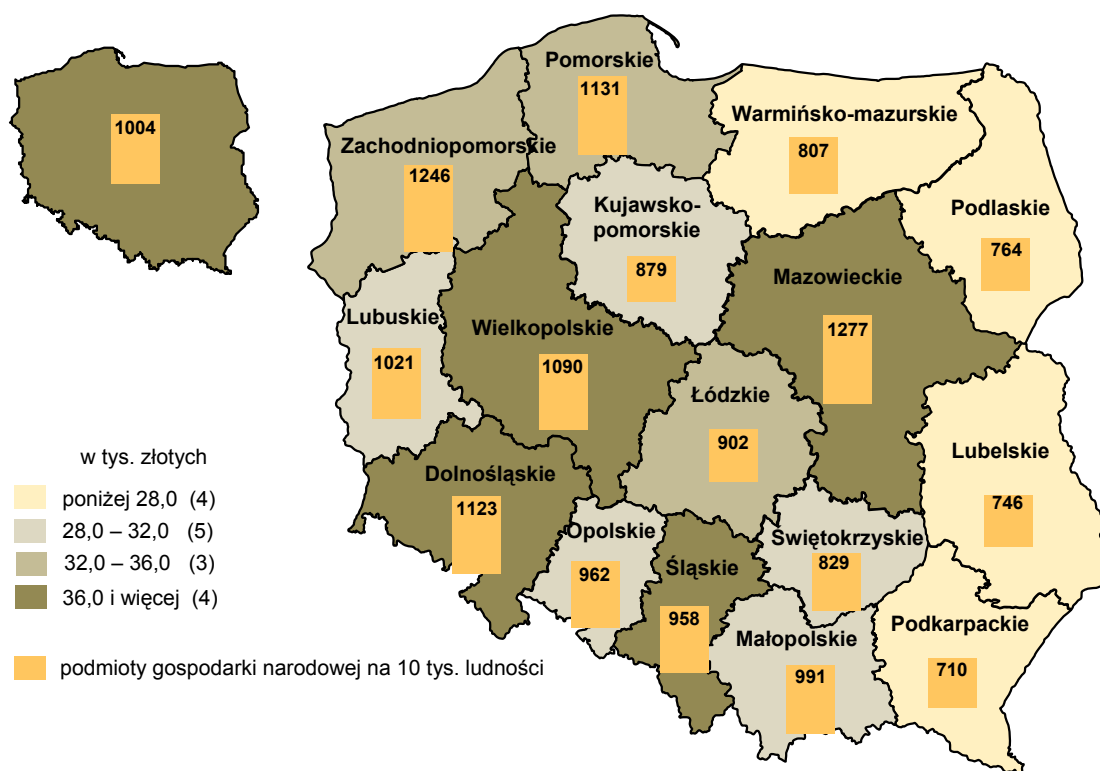 Pomorskie
1131
Warmińsko-mazurskie
807
1004
Zachodniopomorskie
1246
Kujawsko-
pomorskie
879
Podlaskie
764
Mazowieckie
1277
Lubuskie
1021
Wielkopolskie
1090
Łódzkie
902
Lubelskie
746
Dolnośląskie
1123
Opolskie
962
Śląskie
958
Świętokrzyskie
829
Małopolskie
991
Podkarpackie
710
w tys. złotych
poniżej 28,0 (4)
28,0 – 32,0 (5)
32,0 – 36,0 (3)
36,0 i więcej (4)
podmioty gospodarki narodowej na 10 tys. ludności